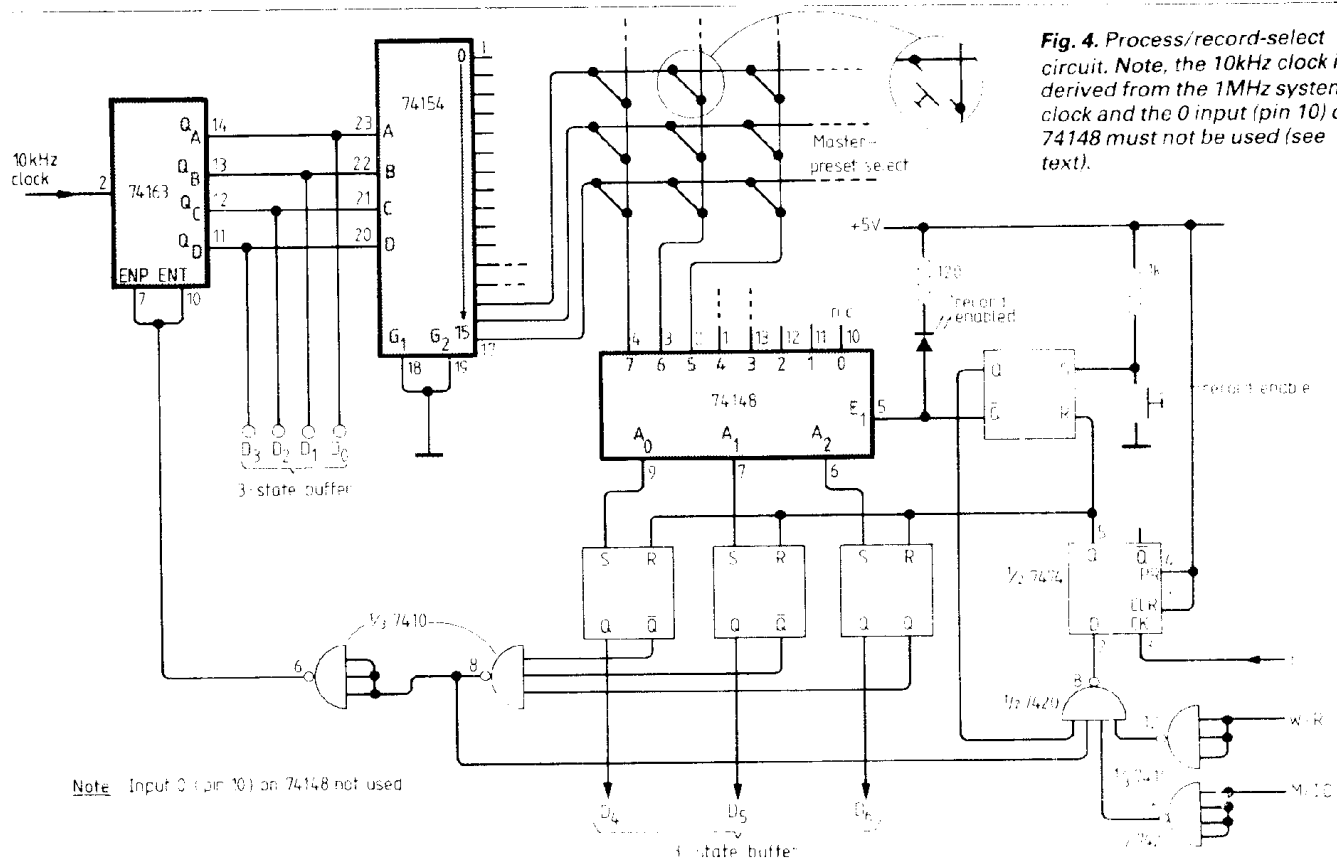 Fig. 4. Process/record-select
circuit. Note, the 10kHz clock
derived from the 1MHz system
clock and the 0 input (pin 10)
74148 must not be used (see
text).
10kHz
clock
2
74163
QA 14
QB 13
QC 12
QD 11
ENP ENT
7 10
23 A
22 B
21 C
20 D
74154
0
1
15
17
G1 G2
18 19
D3 D2 D1 D0
3-state buffer
Master-
preset select
+5V
120
1k
record
enabled
record enable
n c
4 3 1 13 12 11 10
7 6 5 4 3 2 1 0
74148
E1 5
A0 A1 A2
9 7 6
Q S
Q̄ R
S R
Q Q̄
S R
Q Q̄
S R
Q Q
5
Q Q̄
PR 4
CLR
CK
D
1/2 7474
1/3 7410
6
8
8
1/2 7420
W-R
M/IO
D4 D5 D6
3-state buffer
Note Input 0 (pin 10) on 74148 not used